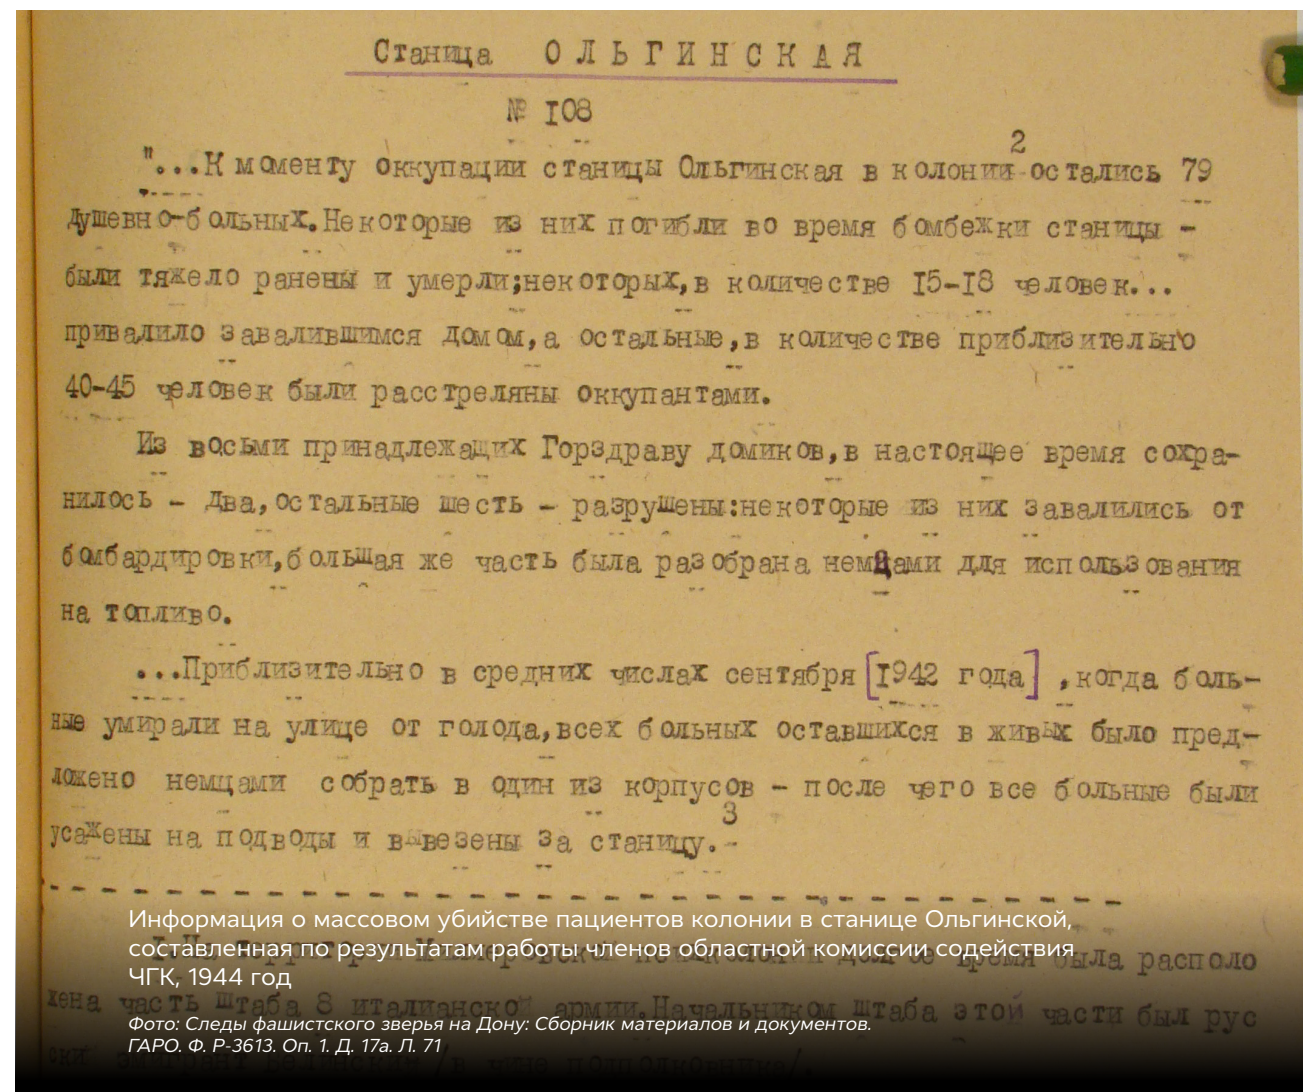 Станица ОЛЬГИНСКАЯ
№ 108
"...К моменту оккупации станицы Ольгинская в колонии 2 остались 79
душевно-больных.Некоторые из них погибли во время бомбежки станицы -
были тяжело ранены и умерли;некоторых,в количестве 15-18 человек...
привалило завалившимся домом,а остальные,в количестве приблизительно
40-45 человек были расстреляны оккупантами.
Из восьми принадлежащих Горздраву домиков,в настоящее время сохра-
нилось - два,остальные шесть - разрушены:некоторые из них завалились от
бомбардировки,большая же часть была разобрана немцами для использования
на топливо.
...Приблизительно в средних числах сентября [1942 года] ,когда боль-
ные умирали на улице от голода,всех больных оставшихся в живых было пред-
ложено немцами собрать в один из корпусов - после чего все больные были
усажены на подводы и вывезены за станицу.3-
Информация о массовом убийстве пациентов колонии в станице Ольгинской,
составленная по результатам работы членов областной комиссии содействия
ЧГК, 1944 год
время была располо
жена часть штаба 8 итальянской армии.Начальником штаба этой части был рус
Фото: Следы фашистского зверья на Дону: Сборник материалов и документов.
ГАРО. Ф. Р-3613. Оп. 1. Д. 17а. Л. 71